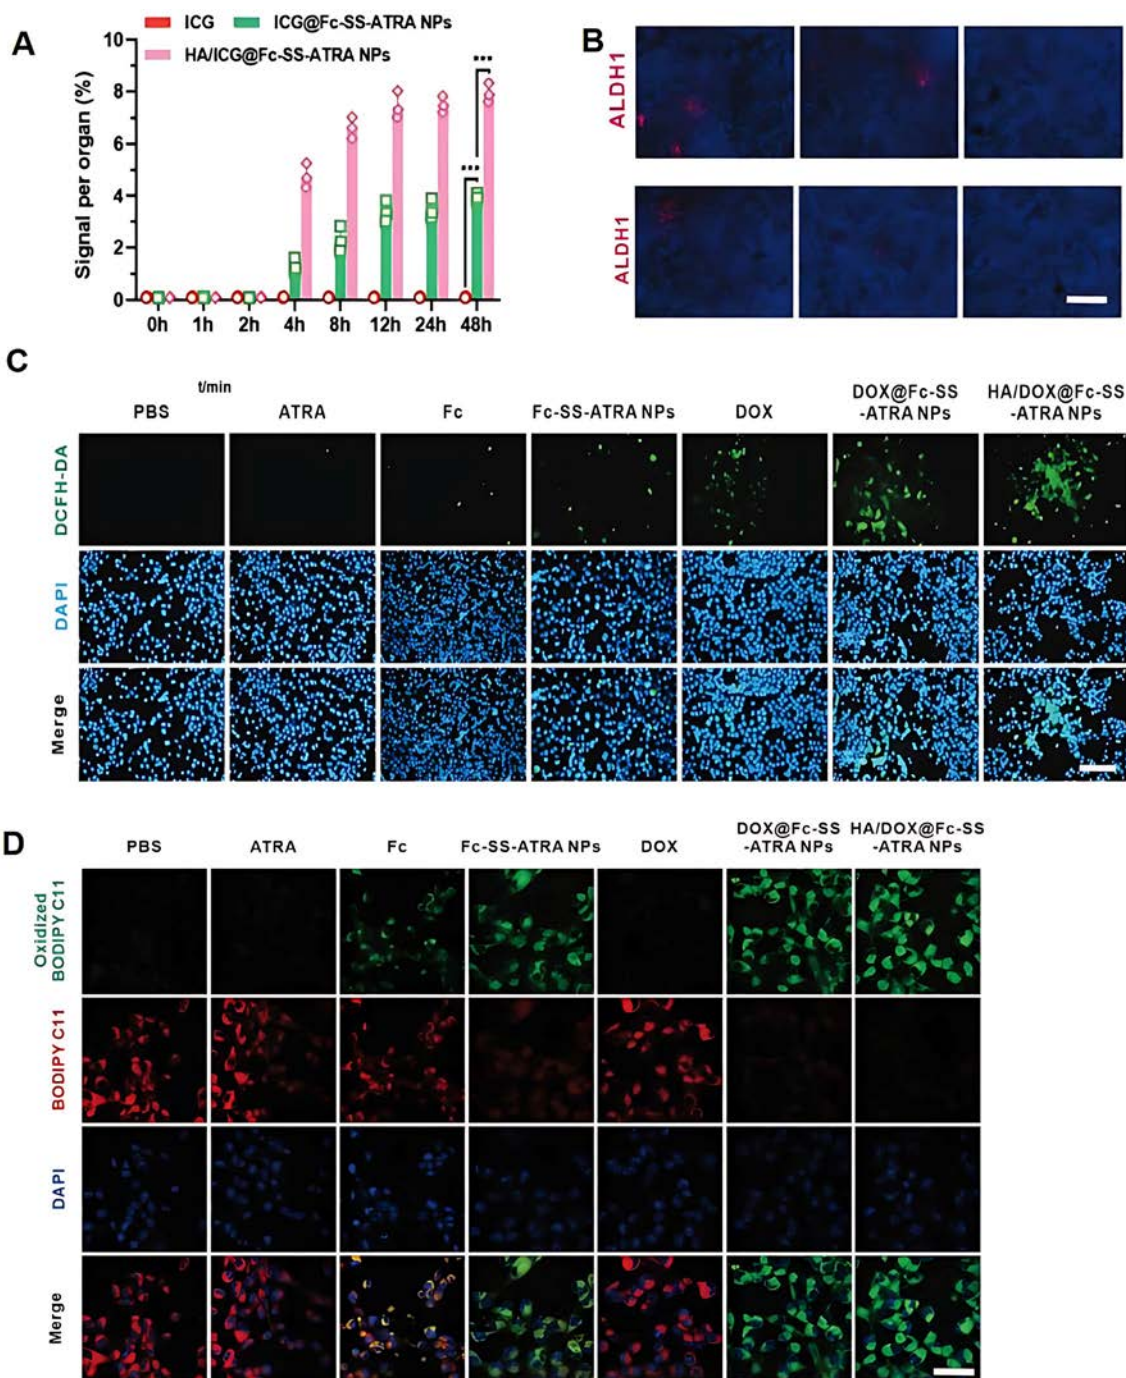 A
ICG ICG@Fc-SS-ATRA NPs
HA/ICG@Fc-SS-ATRA NPs
Signal per organ (%)
10
8
6
4
2
0
***
***
0h 1h 2h 4h 8h 12h 24h 48h
B
ALDH1
ALDH1
C
t/min
PBS ATRA Fc Fc-SS-ATRA NPs DOX DOX@Fc-SS HA/DOX@Fc-SS
-ATRA NPs -ATRA NPs
DCFH-DA
DAPI
Merge
D
PBS ATRA Fc Fc-SS-ATRA NPs DOX DOX@Fc-SS HA/DOX@Fc-SS
-ATRA NPs -ATRA NPs
Oxidized
BODIPY C11
BODIPY C11
DAPI
Merge